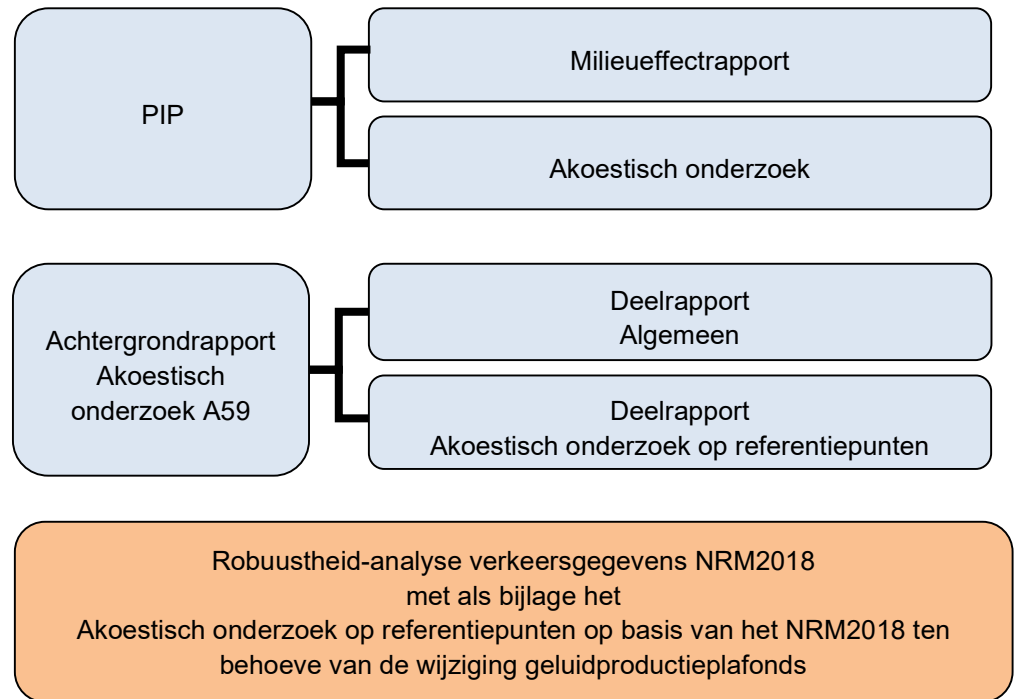 PIP
Milieueffectrapport
Akoestisch onderzoek
Achtergrondrapport
Akoestisch
onderzoek A59
Deelrapport
Algemeen
Deelrapport
Akoestisch onderzoek op referentiepunten
Robuustheid-analyse verkeersgegevens NRM2018
met als bijlage het
Akoestisch onderzoek op referentiepunten op basis van het NRM2018 ten
behoeve van de wijziging geluidproductieplafonds